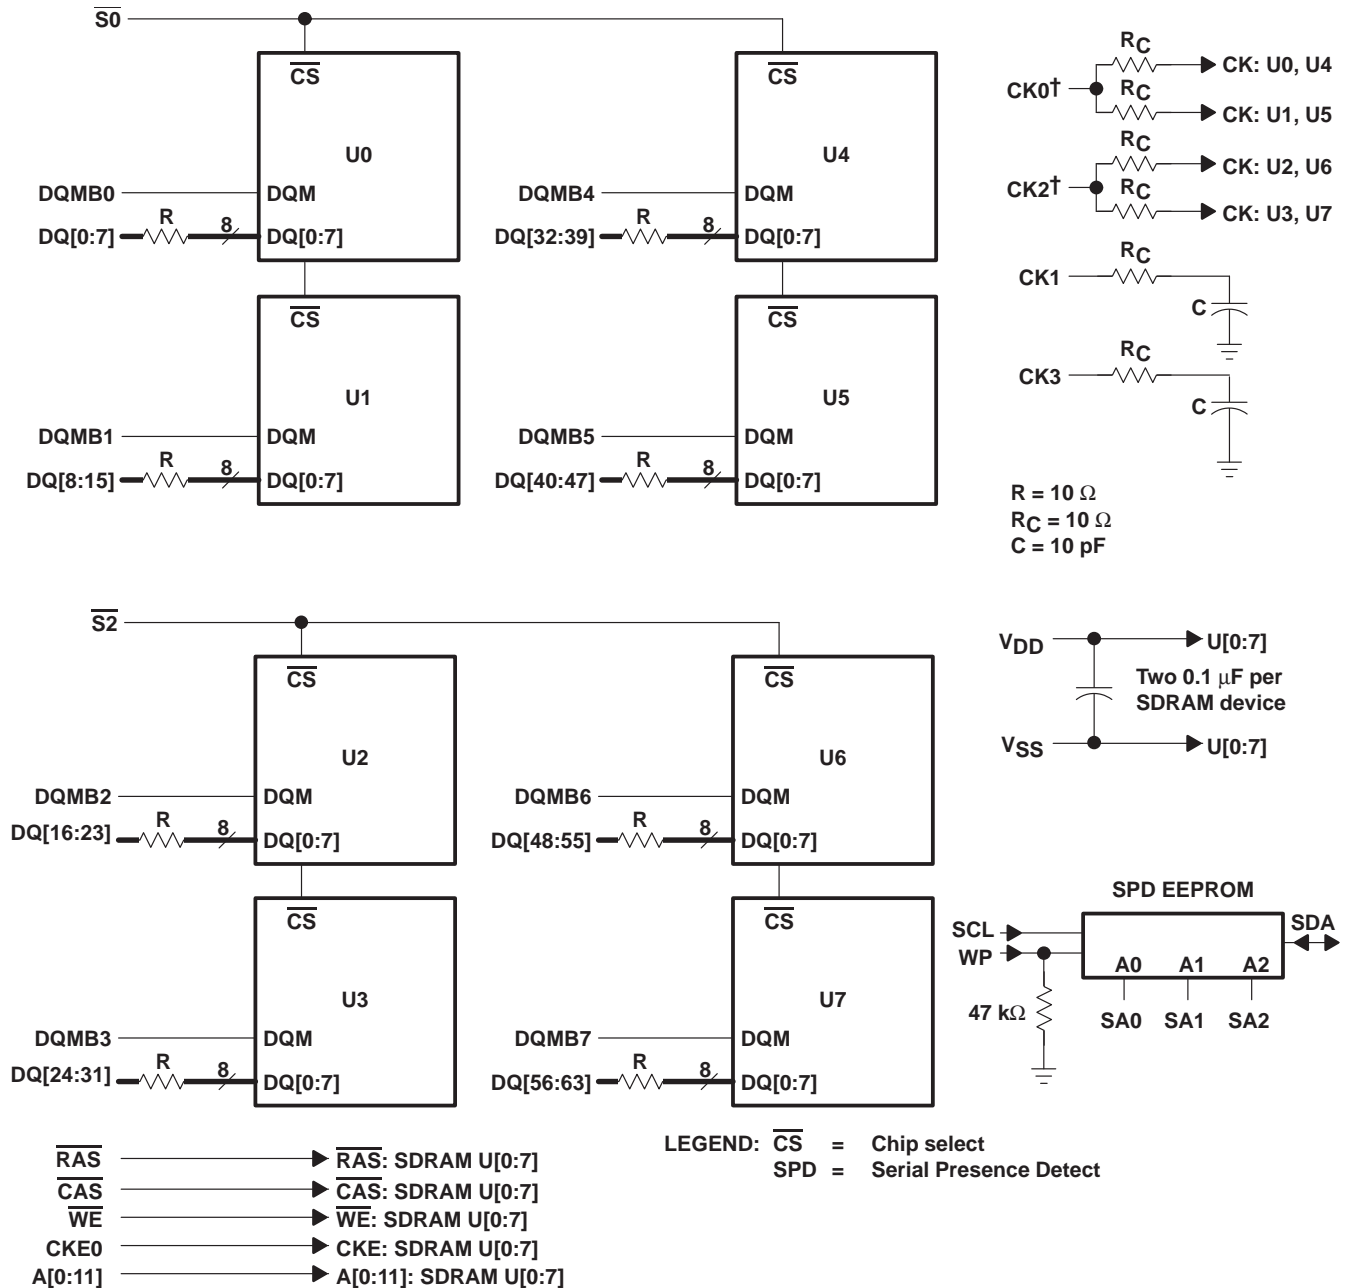 S0
CS
U0
DQMB0
DQM
R
8
DQ[0:7]
DQ[0:7]
CS
U4
DQMB4
DQM
R
8
DQ[32:39]
DQ[0:7]
CS
U1
DQMB1
DQM
R
8
DQ[8:15]
DQ[0:7]
CS
U5
DQMB5
DQM
R
8
DQ[40:47]
DQ[0:7]
RC
CK0† CK: U0, U4
RC
CK: U1, U5
RC
CK2† CK: U2, U6
RC
CK: U3, U7
RC
CK1
C
RC
CK3
C
R = 10 Ω
RC = 10 Ω
C = 10 pF
S2
CS
U2
DQMB2
DQM
R
8
DQ[16:23]
DQ[0:7]
CS
U6
DQMB6
DQM
R
8
DQ[48:55]
DQ[0:7]
CS
U3
DQMB3
DQM
R
8
DQ[24:31]
DQ[0:7]
CS
U7
DQMB7
DQM
R
8
DQ[56:63]
DQ[0:7]
VDD U[0:7]
Two 0.1 μF per
SDRAM device
VSS U[0:7]
SPD EEPROM
SCL
SDA
WP
A0 A1 A2
47 kΩ
SA0 SA1 SA2
RAS RAS: SDRAM U[0:7]
CAS CAS: SDRAM U[0:7]
WE WE: SDRAM U[0:7]
CKE0 CKE: SDRAM U[0:7]
A[0:11] A[0:11]: SDRAM U[0:7]
LEGEND: CS = Chip select
SPD = Serial Presence Detect